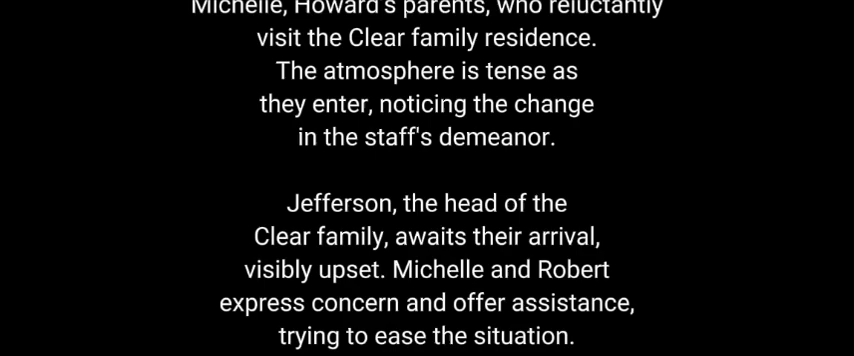 Michelle, Howard's parents, who reluctantly
visit the Clear family residence.
The atmosphere is tense as
they enter, noticing the change
in the staff's demeanor.
Jefferson, the head of the
Clear family, awaits their arrival,
visibly upset. Michelle and Robert
express concern and offer assistance,
trying to ease the situation.